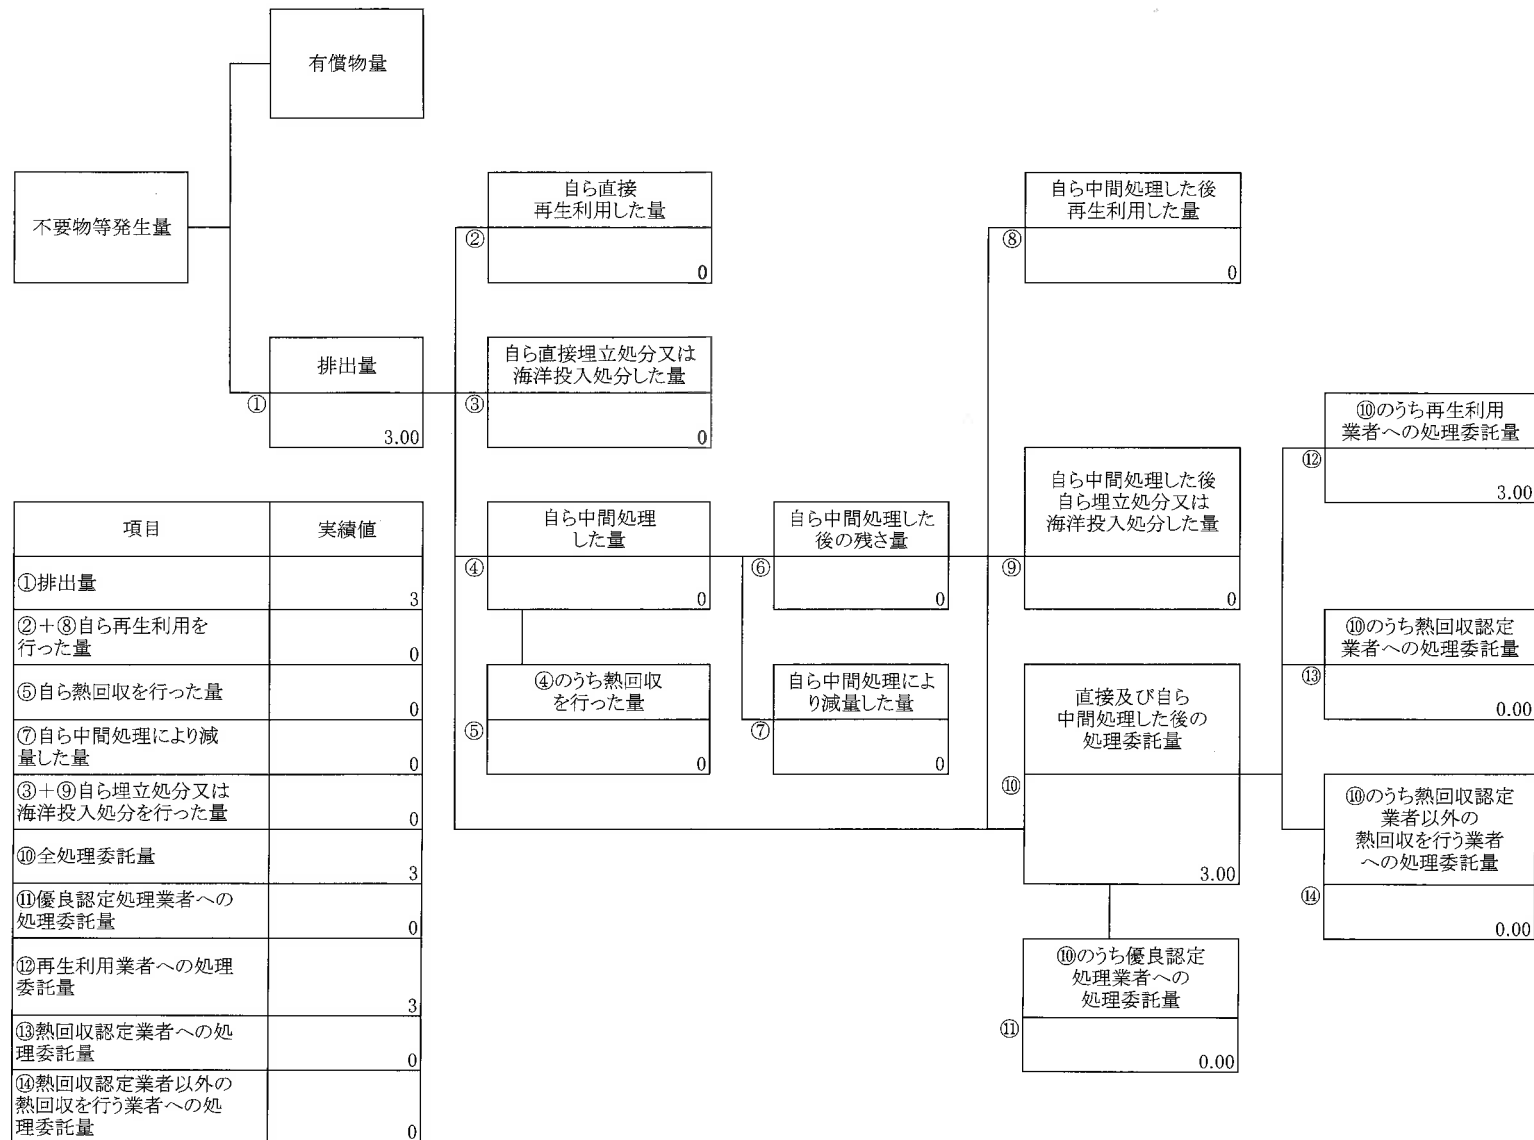 有償物量
不要物等発生量
自ら直接
再生利用した量
②
0
自ら中間処理した後
再生利用した量
⑧
0
排出量
①
3.00
自ら直接埋立処分又は
海洋投入処分した量
③
0
⑩のうち再生利用
業者への処理委託量
⑫
3.00
自ら中間処理
した量
④
0
自ら中間処理した
後の残さ量
⑥
0
自ら中間処理した後
自ら埋立処分又は
海洋投入処分した量
⑨
0
⑩のうち熱回収認定
業者への処理委託量
⑬
0.00
④のうち熱回収
を行った量
⑤
0
自ら中間処理によ
り減量した量
⑦
0
直接及び自ら
中間処理した後の
処理委託量
⑩
3.00
⑩のうち熱回収認定
業者以外の
熱回収を行う業者
への処理委託量
⑭
0.00
⑩のうち優良認定
処理業者への
処理委託量
⑪
0.00
項目 実績値
①排出量
3
②+⑧自ら再生利用を
行った量
0
⑤自ら熱回収を行った量
0
⑦自ら中間処理により減
量した量
0
③+⑨自ら埋立処分又は
海洋投入処分を行った量
0
⑩全処理委託量
3
⑪優良認定処理業者への
処理委託量
0
⑫再生利用業者への処理
委託量
3
⑬熱回収認定業者への処
理委託量
0
⑭熱回収認定業者以外の
熱回収を行う業者への処
理委託量
0